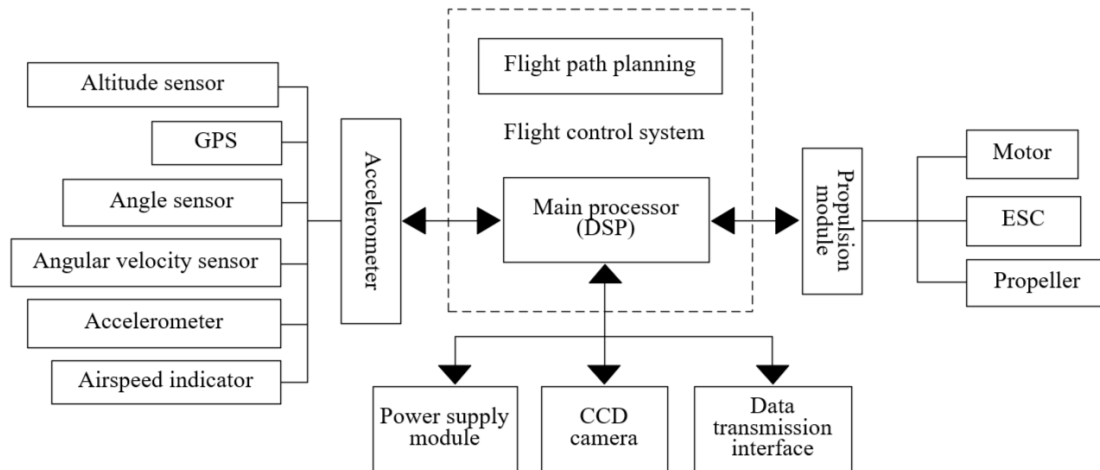 Flight path planning
Flight control system
Main processor
(DSP)
Altitude sensor
GPS
Angle sensor
Angular velocity sensor
Accelerometer
Airspeed indicator
Accelerometer
Propulsion
module
Motor
ESC
Propeller
Power supply
module
CCD
camera
Data
transmission
interface